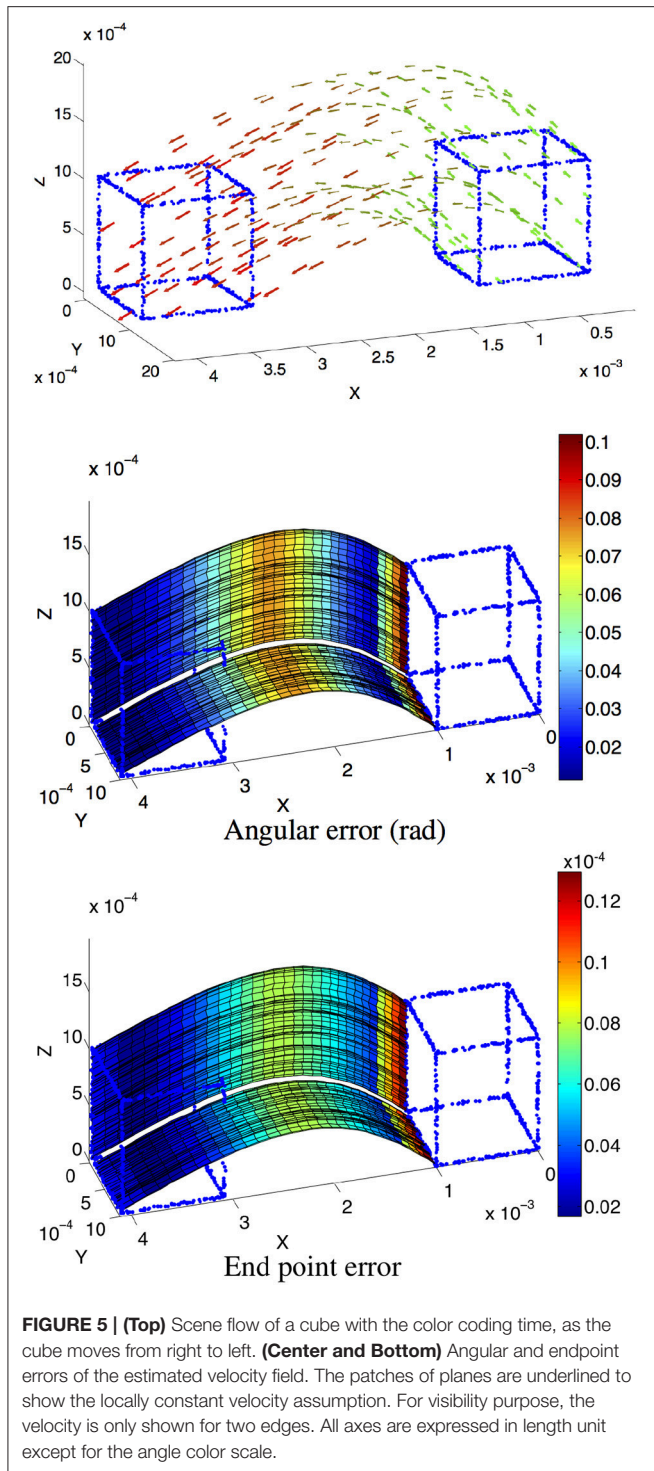 x 10⁻⁴
20
15
10
5
0
Z
0
10
20
Y
x 10⁻⁴
4
3.5
3
2.5
2
1.5
1
0.5
X
x 10⁻³
x 10⁻⁴
15
10
5
0
Z
0
5
10
10⁻⁴
Y
4
3
2
1
0
X
x 10⁻³
0.1
0.09
0.08
0.07
0.06
0.05
0.04
0.03
0.02
Angular error (rad)
x10⁻⁴
x 10⁻⁴
15
10
5
0
Z
0
5
10
10⁻⁴
Y
4
3
2
1
0
X
x 10⁻³
0.12
0.1
0.08
0.06
0.04
0.02
End point error
FIGURE 5 | (Top) Scene flow of a cube with the color coding time, as the
cube moves from right to left. (Center and Bottom) Angular and endpoint
errors of the estimated velocity field. The patches of planes are underlined to
show the locally constant velocity assumption. For visibility purpose, the
velocity is only shown for two edges. All axes are expressed in length unit
except for the angle color scale.